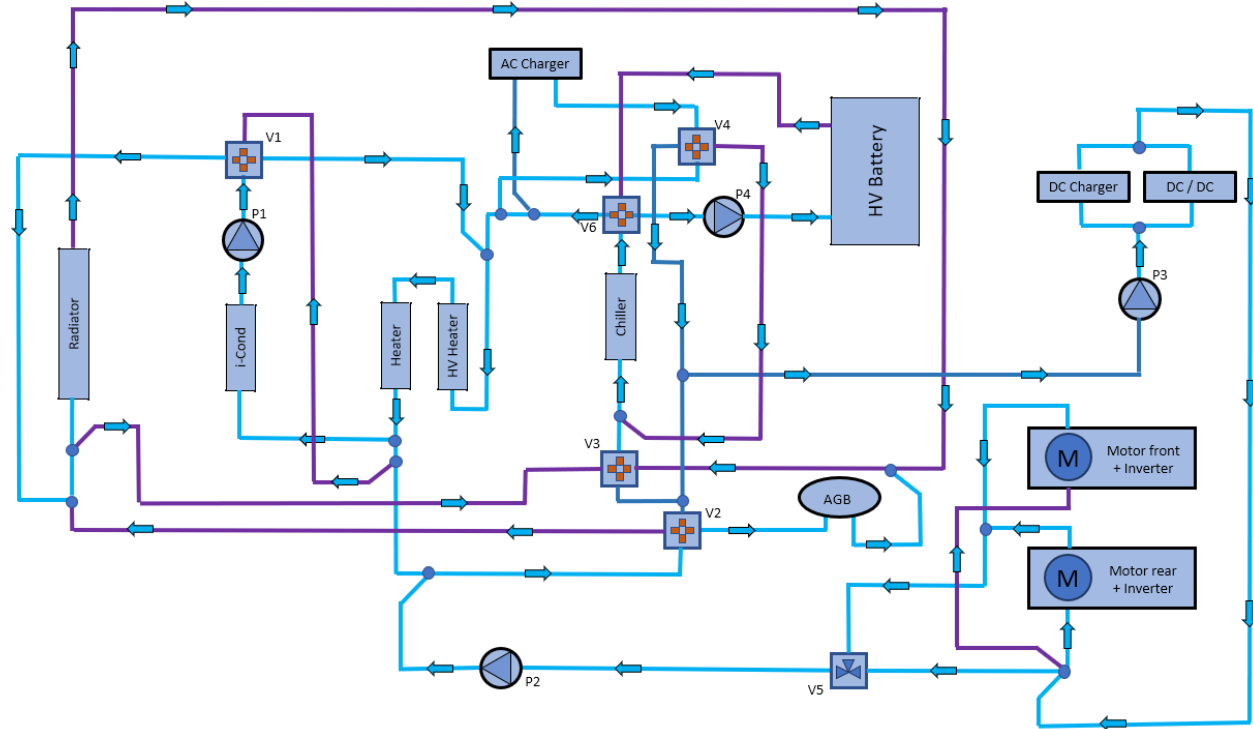 AC Charger
V1
V4
HV Battery
DC Charger
DC / DC
P1
P4
V6
P3
Radiator
i-Cond
Heater
HV Heater
Chiller
V3
Motor front
+ Inverter
M
AGB
V2
Motor rear
+ Inverter
M
P2
V5